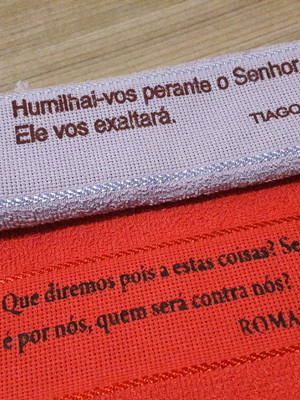 Humilhai-vos perante o Senhor
Ele vos exaltará.
TIAGO
Que diremos pois a estas coisas? Se
é por nós, quem será contra nós?
ROMA